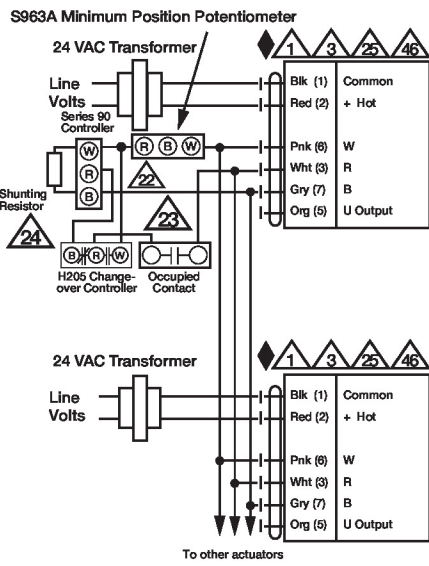 S963A Minimum Position Potentiometer
24 VAC Transformer
1 3 25 46
Line
Volts
Blk (1) Common
Red (2) + Hot
Series 90
Controller
W
R
B
R B W
Pnk (6) W
Wht (3) R
Gry (7) B
Org (5) U Output
22
Shunting
Resistor
24
23
B R W
H205 Change-
over Controller
Occupied
Contact
24 VAC Transformer
1 3 25 46
Line
Volts
Blk (1) Common
Red (2) + Hot
Pnk (6) W
Wht (3) R
Gry (7) B
Org (5) U Output
To other actuators